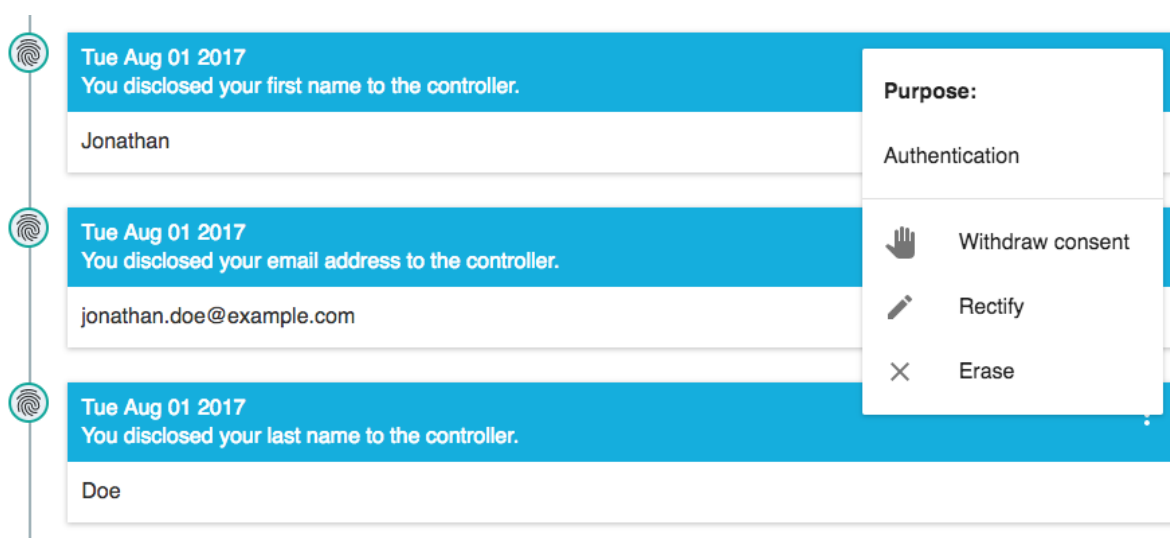 Tue Aug 01 2017
You disclosed your first name to the controller.
Jonathan
Tue Aug 01 2017
You disclosed your email address to the controller.
jonathan.doe@example.com
Tue Aug 01 2017
You disclosed your last name to the controller.
Doe
Purpose:
Authentication
Withdraw consent
Rectify
Erase